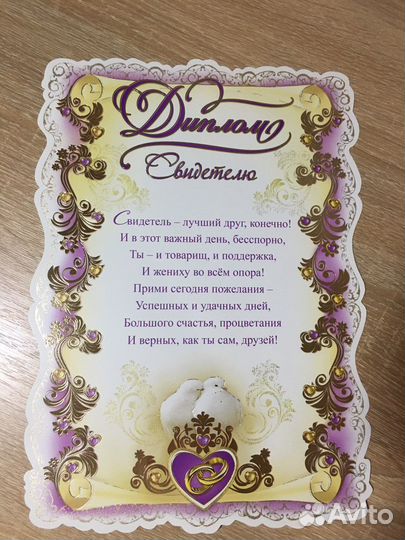 Диплом
Свидетелю
Свидетель – лучший друг, конечно!
И в этот важный день, бесспорно,
Ты – и товарищ, и поддержка,
И жениху во всём опора!
Прими сегодня пожелания –
Успешных и удачных дней,
Большого счастья, процветания
И верных, как ты сам, друзей!
Avito